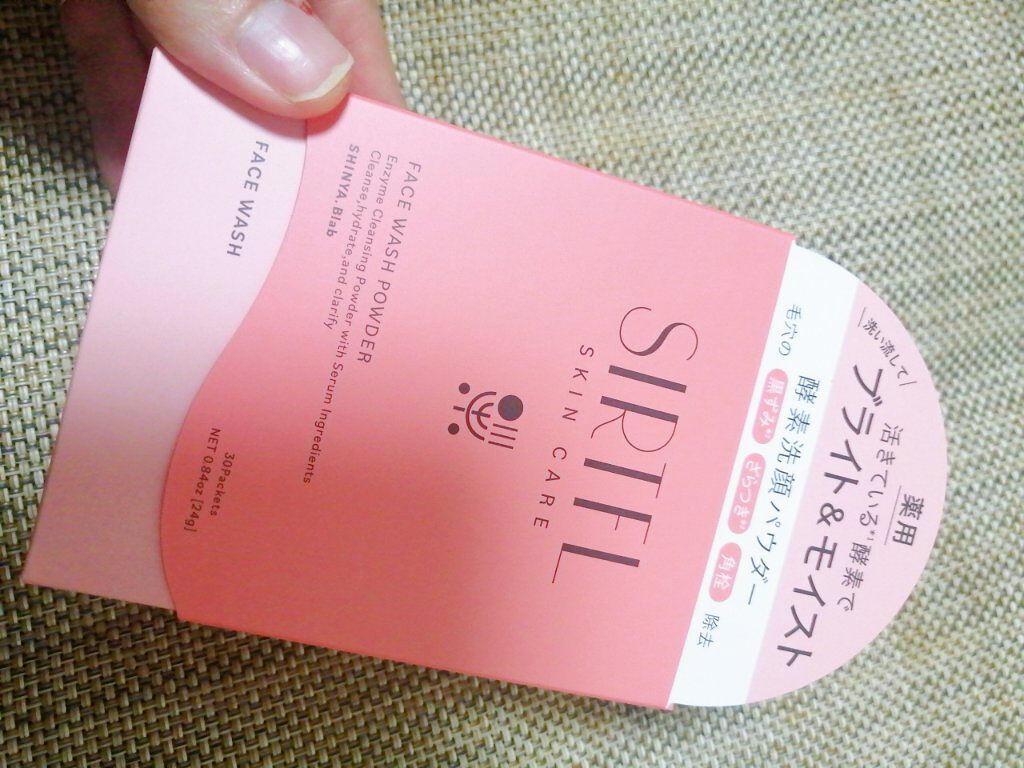 薬用
洗い流して
活きている※1酵素で
ブライト&モイスト
酵素洗顔パウダー
毛穴の 黒ずみ※2 ざらつき※2 角栓 除去
SIRTFL
SKIN CARE
FACE WASH POWDER
Enzyme Cleansing Powder with Serum Ingredients
Cleanse,hydrate,and clarify
SHINYA.Blab
30Packets
NET 0.84oz [24g]
FACE WASH